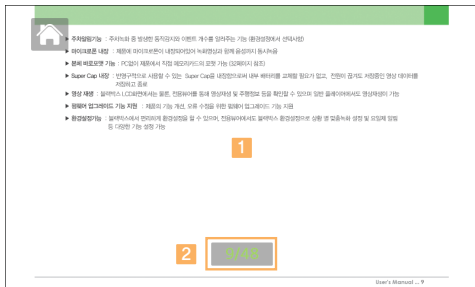 ▶ 주차알림기능 : 주차녹화 중 발생한 움직감지와 이벤트 개수를 알려주는 기능 (환경설정에서 선택사항)
▶ 마이크로폰 내장 : 제품에 마이크로폰이 내장되어있어 녹화영상과 함께 음성까지 동시녹음
▶ 본체 바로포맷 기능 : PC없이 제품에서 직접 메모리카드의 포맷 가능 (32페이지 참조)
▶ Super Cap 내장 : 반영구적으로 사용할 수 있는 Super Cap을 내장함으로써 내부 배터리를 교체할 필요가 없고, 전원이 끊겨도 저장중인 영상 데이터를
저장하고 종료
▶ 영상 재생 : 블랙박스 LCD화면에서는 물론, 전용뷰어를 통해 영상재생 및 주행정보 등을 확인할 수 있으며 일반 플레이어에서도 영상재생이 가능
▶ 펌웨어 업그레이드 기능 지원 : 제품의 기능 개선, 오류 수정을 위한 펌웨어 업그레이드 기능 지원
▶ 환경설정기능 : 블랙박스에서 편리하게 환경설정을 할 수 있으며, 전용뷰어에서도 블랙박스 환경설정으로 상황 별 맞춤녹화 설정 및 요일제 알림
등 다양한 기능 설정 가능
1
2
9/48
User's Manual ... 9